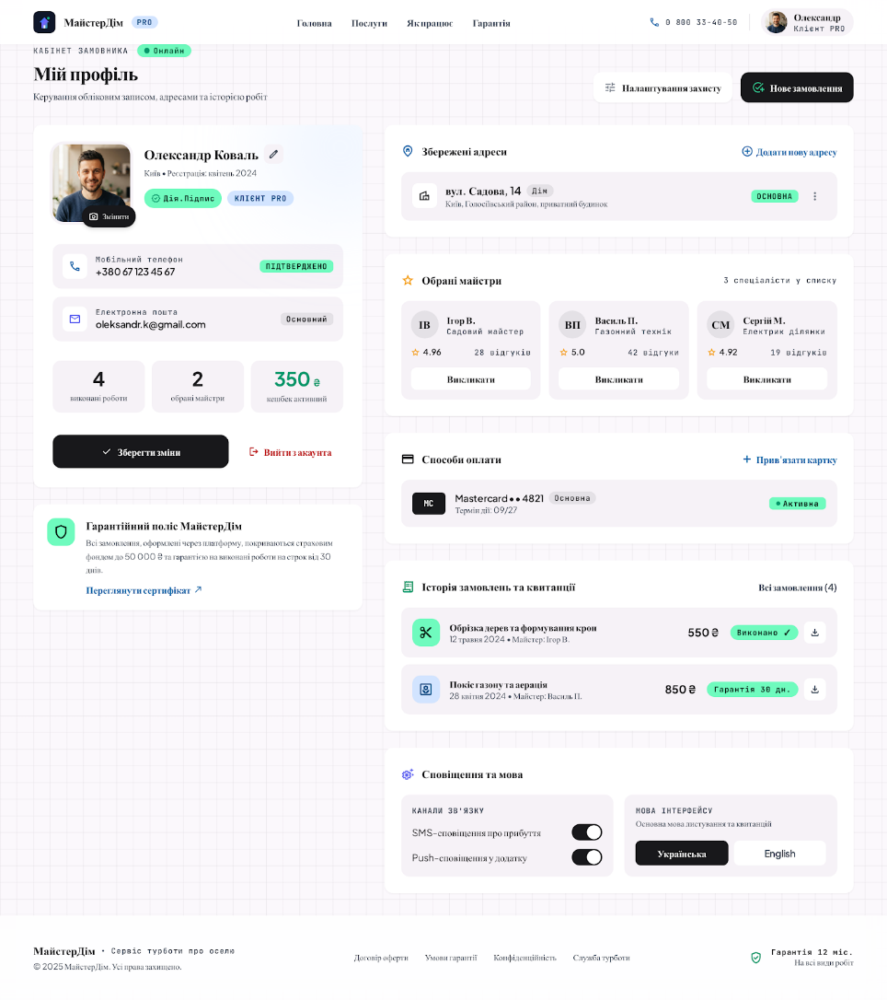 МайстерДім PRO
Головна Послуги Як працює Гарантія
0 800 33-40-50
Олександр
Клієнт PRO
КАБІНЕТ ЗАМОВНИКА Онлайн
Мій профіль
Керування обліковим записом, адресами та історією робіт
Налаштування захисту
Нове замовлення
Олександр Коваль
Київ • Реєстрація: квітень 2024
Дія.Підпис КЛІЄНТ PRO
Змінити
Мобільний телефон
+380 67 123 45 67
ПІДТВЕРДЖЕНО
Електронна пошта
oleksandr.k@gmail.com
Основний
4
виконані роботи
2
обрані майстри
350 ₴
кешбек активний
Зберегти зміни
Вийти з акаунта
Гарантійний поліс МайстерДім
Всі замовлення, оформлені через платформу, покриваються страховим
фондом до 50 000 ₴ та гарантією на виконані роботи на строк від 30
днів.
Переглянути сертифікат ↗
Збережені адреси
Додати нову адресу
вул. Садова, 14 Дім
Київ, Голосіївський район, приватний будинок
ОСНОВНА
Обрані майстри
3 спеціалісти у списку
ІВ
Ігор В.
Садовий майстер
4.96 28 відгуків
Викликати
ВП
Василь П.
Газонний технік
5.0 42 відгуки
Викликати
СМ
Сергій М.
Електрик ділянки
4.92 19 відгуків
Викликати
Способи оплати
+ Прив'язати картку
MC
Mastercard •• 4821 Основна
Термін дії: 09/27
Активна
Історія замовлень та квитанції
Всі замовлення (4)
Обрізка дерев та формування крон
12 травня 2024 • Майстер: Ігор В.
550 ₴
Виконано ✓
Покіс газону та аерація
28 квітня 2024 • Майстер: Василь П.
850 ₴
Гарантія 30 дн.
Сповіщення та мова
КАНАЛИ ЗВ'ЯЗКУ
SMS-сповіщення про прибуття
Push-сповіщення у додатку
МОВА ІНТЕРФЕЙСУ
Основна мова листування та квитанцій
Українська
English
МайстерДім • Сервіс турботи про оселю
© 2025 МайстерДім. Усі права захищено.
Договір оферти Умови гарантії Конфіденційність Служба турботи
Гарантія 12 міс.
На всі види робіт